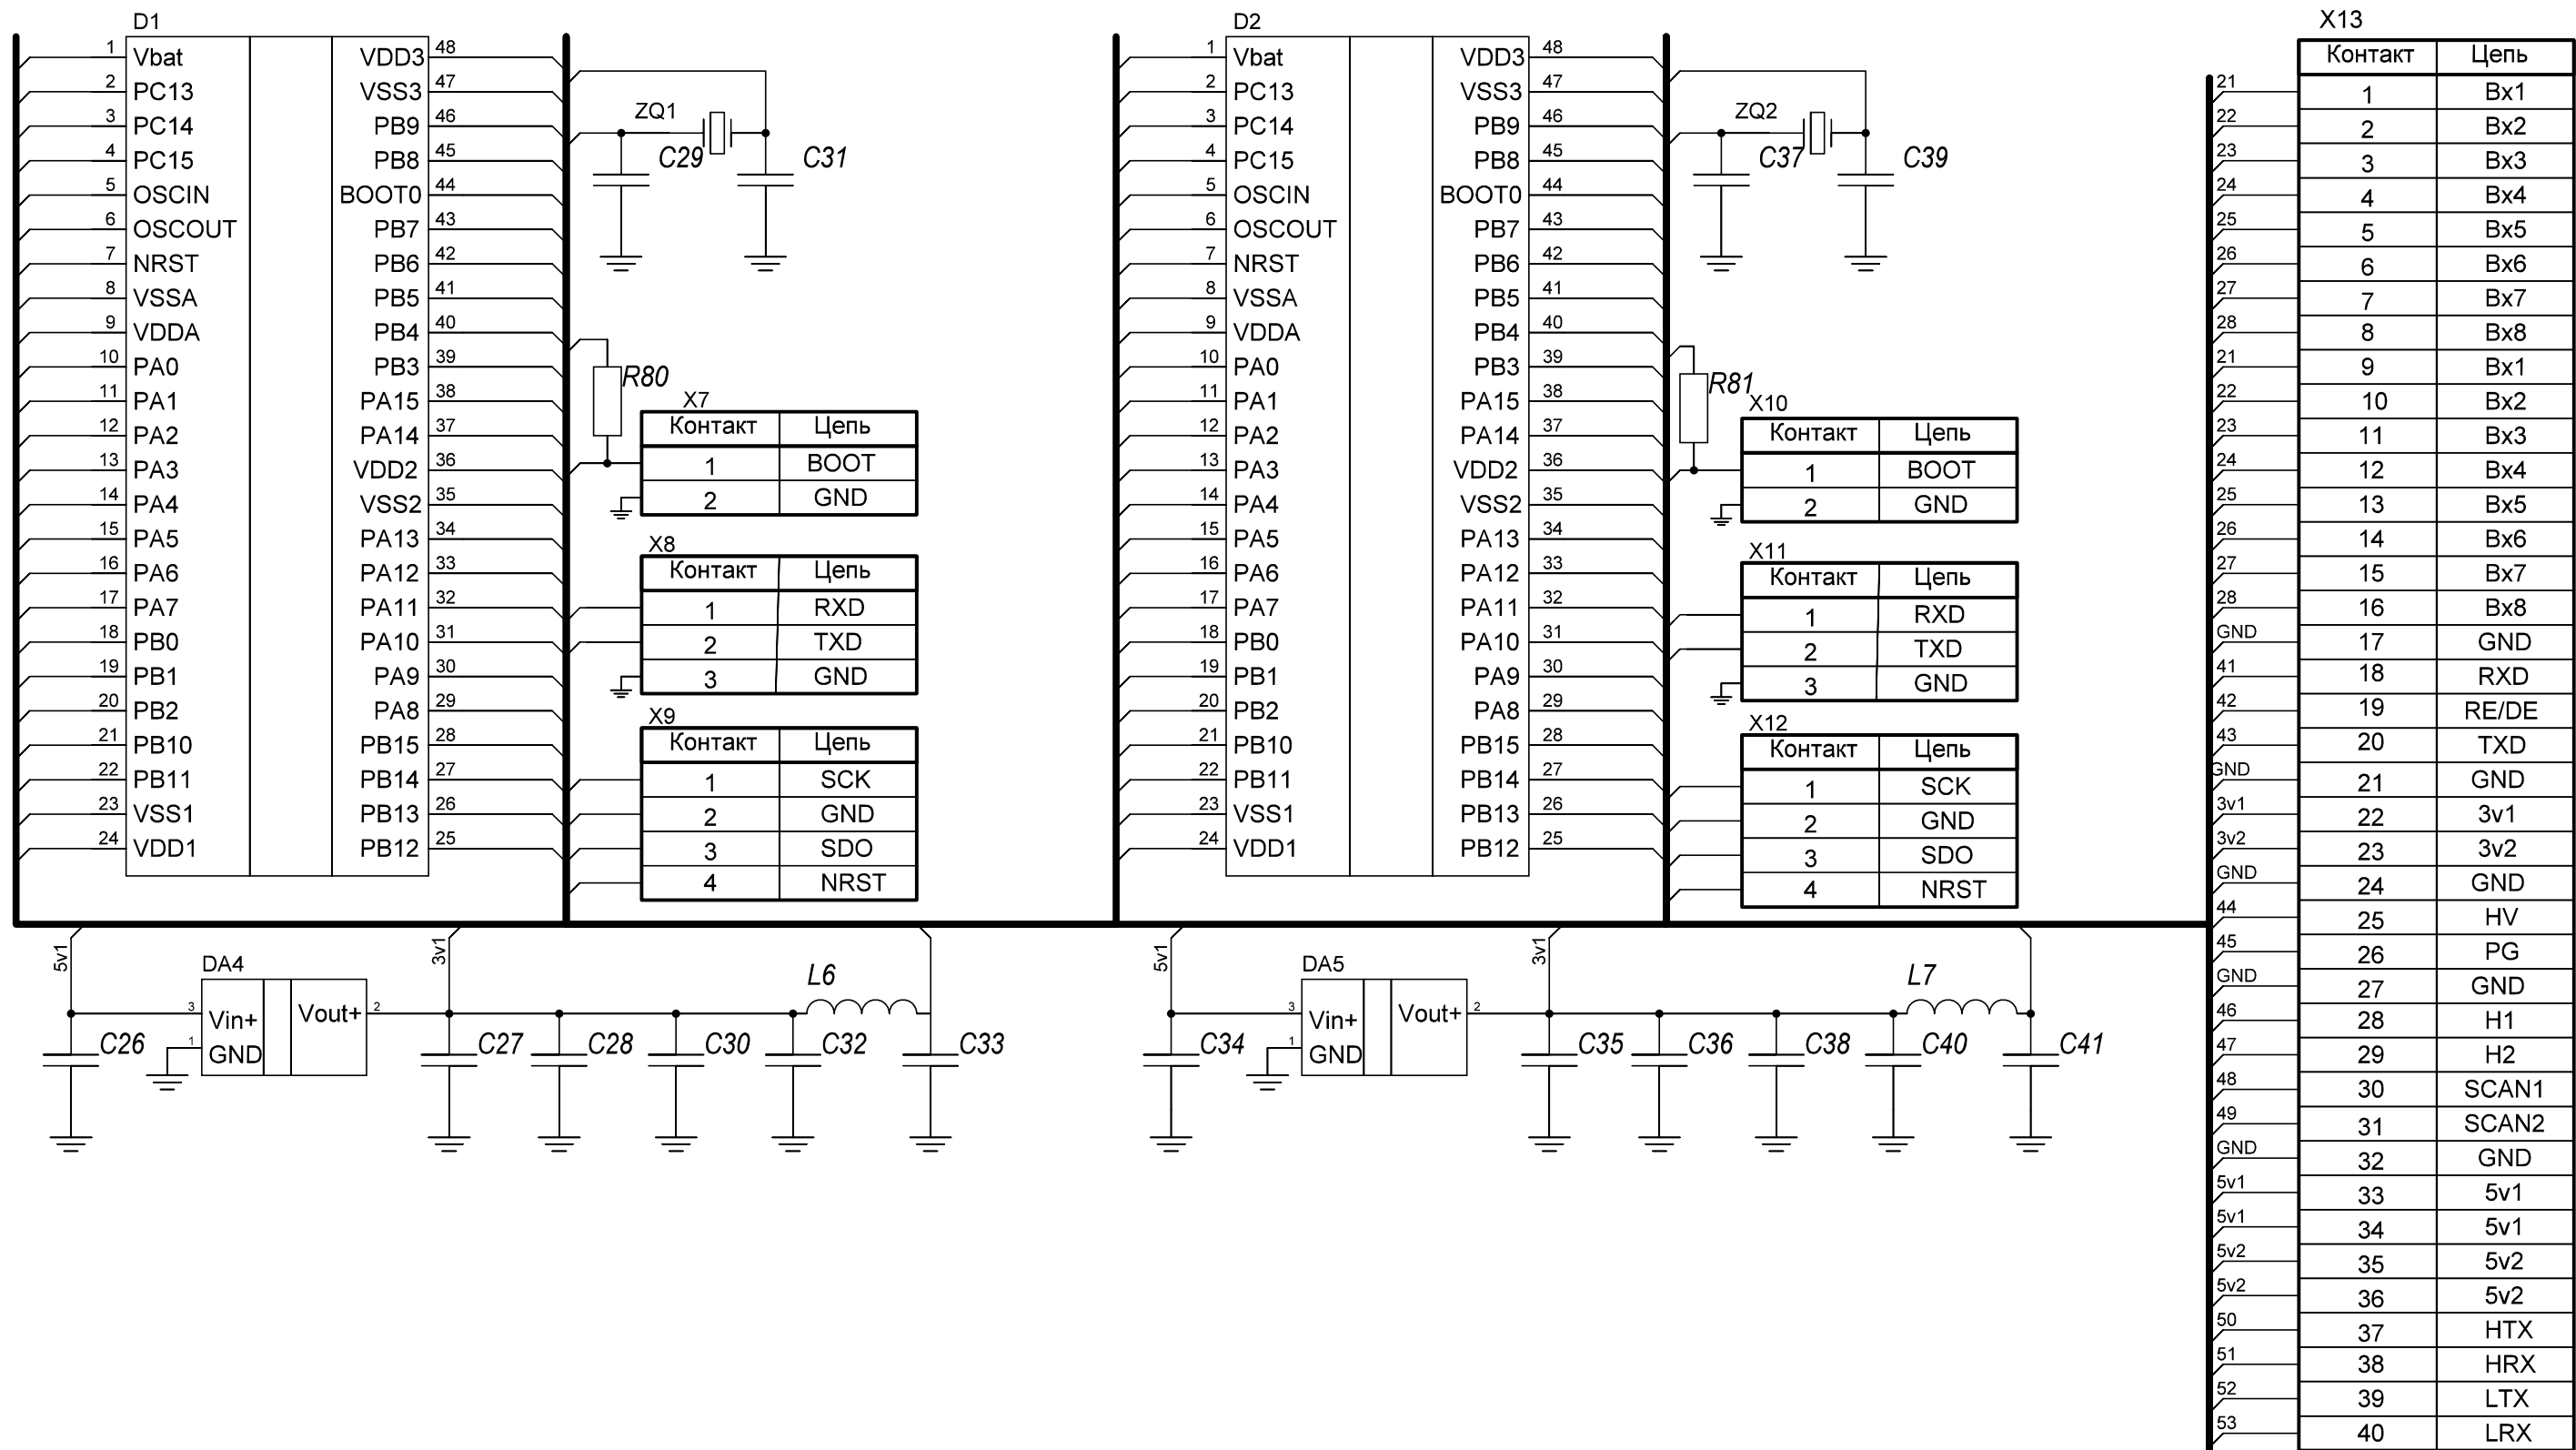 D1
1 Vbat VDD3 48
2 PC13 VSS3 47
3 PC14 PB9 46
4 PC15 PB8 45
5 OSCIN BOOT0 44
6 OSCOUT PB7 43
7 NRST PB6 42
8 VSSA PB5 41
9 VDDA PB4 40
10 PA0 PB3 39
11 PA1 PA15 38
12 PA2 PA14 37
13 PA3 VDD2 36
14 PA4 VSS2 35
15 PA5 PA13 34
16 PA6 PA12 33
17 PA7 PA11 32
18 PB0 PA10 31
19 PB1 PA9 30
20 PB2 PA8 29
21 PB10 PB15 28
22 PB11 PB14 27
23 VSS1 PB13 26
24 VDD1 PB12 25
ZQ1
C29 C31
R80
X7
Контакт Цепь
1 BOOT
2 GND
X8
Контакт Цепь
1 RXD
2 TXD
3 GND
X9
Контакт Цепь
1 SCK
2 GND
3 SDO
4 NRST
D2
1 Vbat VDD3 48
2 PC13 VSS3 47
3 PC14 PB9 46
4 PC15 PB8 45
5 OSCIN BOOT0 44
6 OSCOUT PB7 43
7 NRST PB6 42
8 VSSA PB5 41
9 VDDA PB4 40
10 PA0 PB3 39
11 PA1 PA15 38
12 PA2 PA14 37
13 PA3 VDD2 36
14 PA4 VSS2 35
15 PA5 PA13 34
16 PA6 PA12 33
17 PA7 PA11 32
18 PB0 PA10 31
19 PB1 PA9 30
20 PB2 PA8 29
21 PB10 PB15 28
22 PB11 PB14 27
23 VSS1 PB13 26
24 VDD1 PB12 25
ZQ2
C37 C39
R81
X10
Контакт Цепь
1 BOOT
2 GND
X11
Контакт Цепь
1 RXD
2 TXD
3 GND
X12
Контакт Цепь
1 SCK
2 GND
3 SDO
4 NRST
5v1 3v1
DA4 L6
3 Vin+ Vout+ 2
1 GND
C26 C27 C28 C30 C32 C33
5v1 3v1
DA5 L7
3 Vin+ Vout+ 2
1 GND
C34 C35 C36 C38 C40 C41
X13
Контакт Цепь
21 1 Вх1
22 2 Вх2
23 3 Вх3
24 4 Вх4
25 5 Вх5
26 6 Вх6
27 7 Вх7
28 8 Вх8
21 9 Вх1
22 10 Вх2
23 11 Вх3
24 12 Вх4
25 13 Вх5
26 14 Вх6
27 15 Вх7
28 16 Вх8
GND 17 GND
41 18 RXD
42 19 RE/DE
43 20 TXD
GND 21 GND
3v1 22 3v1
3v2 23 3v2
GND 24 GND
44 25 HV
45 26 PG
GND 27 GND
46 28 H1
47 29 H2
48 30 SCAN1
49 31 SCAN2
GND 32 GND
5v1 33 5v1
5v1 34 5v1
5v2 35 5v2
5v2 36 5v2
50 37 HTX
51 38 HRX
52 39 LTX
53 40 LRX